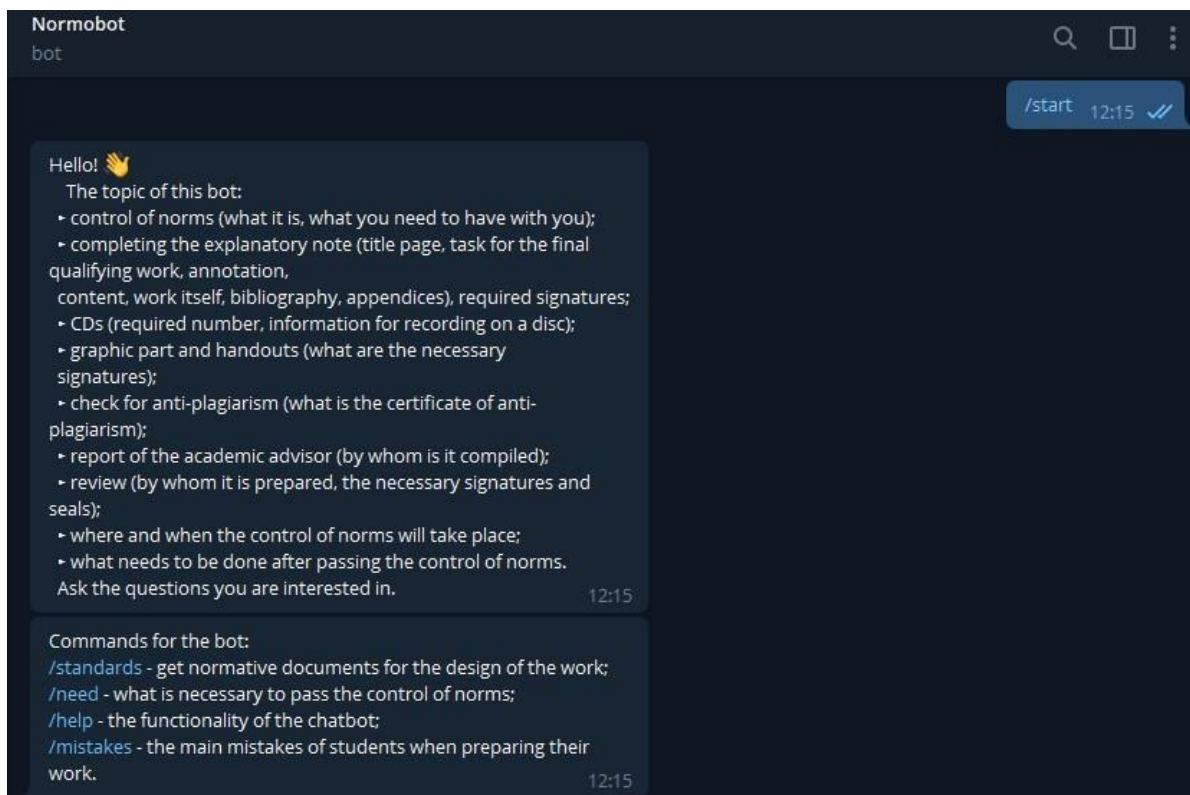 Normobot
bot
/start 12:15
Hello! 👋
The topic of this bot:
‣ control of norms (what it is, what you need to have with you);
‣ completing the explanatory note (title page, task for the final
qualifying work, annotation,
content, work itself, bibliography, appendices), required signatures;
‣ CDs (required number, information for recording on a disc);
‣ graphic part and handouts (what are the necessary
signatures);
‣ check for anti-plagiarism (what is the certificate of anti-
plagiarism);
‣ report of the academic advisor (by whom is it compiled);
‣ review (by whom it is prepared, the necessary signatures and
seals);
‣ where and when the control of norms will take place;
‣ what needs to be done after passing the control of norms.
Ask the questions you are interested in.
12:15
Commands for the bot:
/standards - get normative documents for the design of the work;
/need - what is necessary to pass the control of norms;
/help - the functionality of the chatbot;
/mistakes - the main mistakes of students when preparing their
work.
12:15